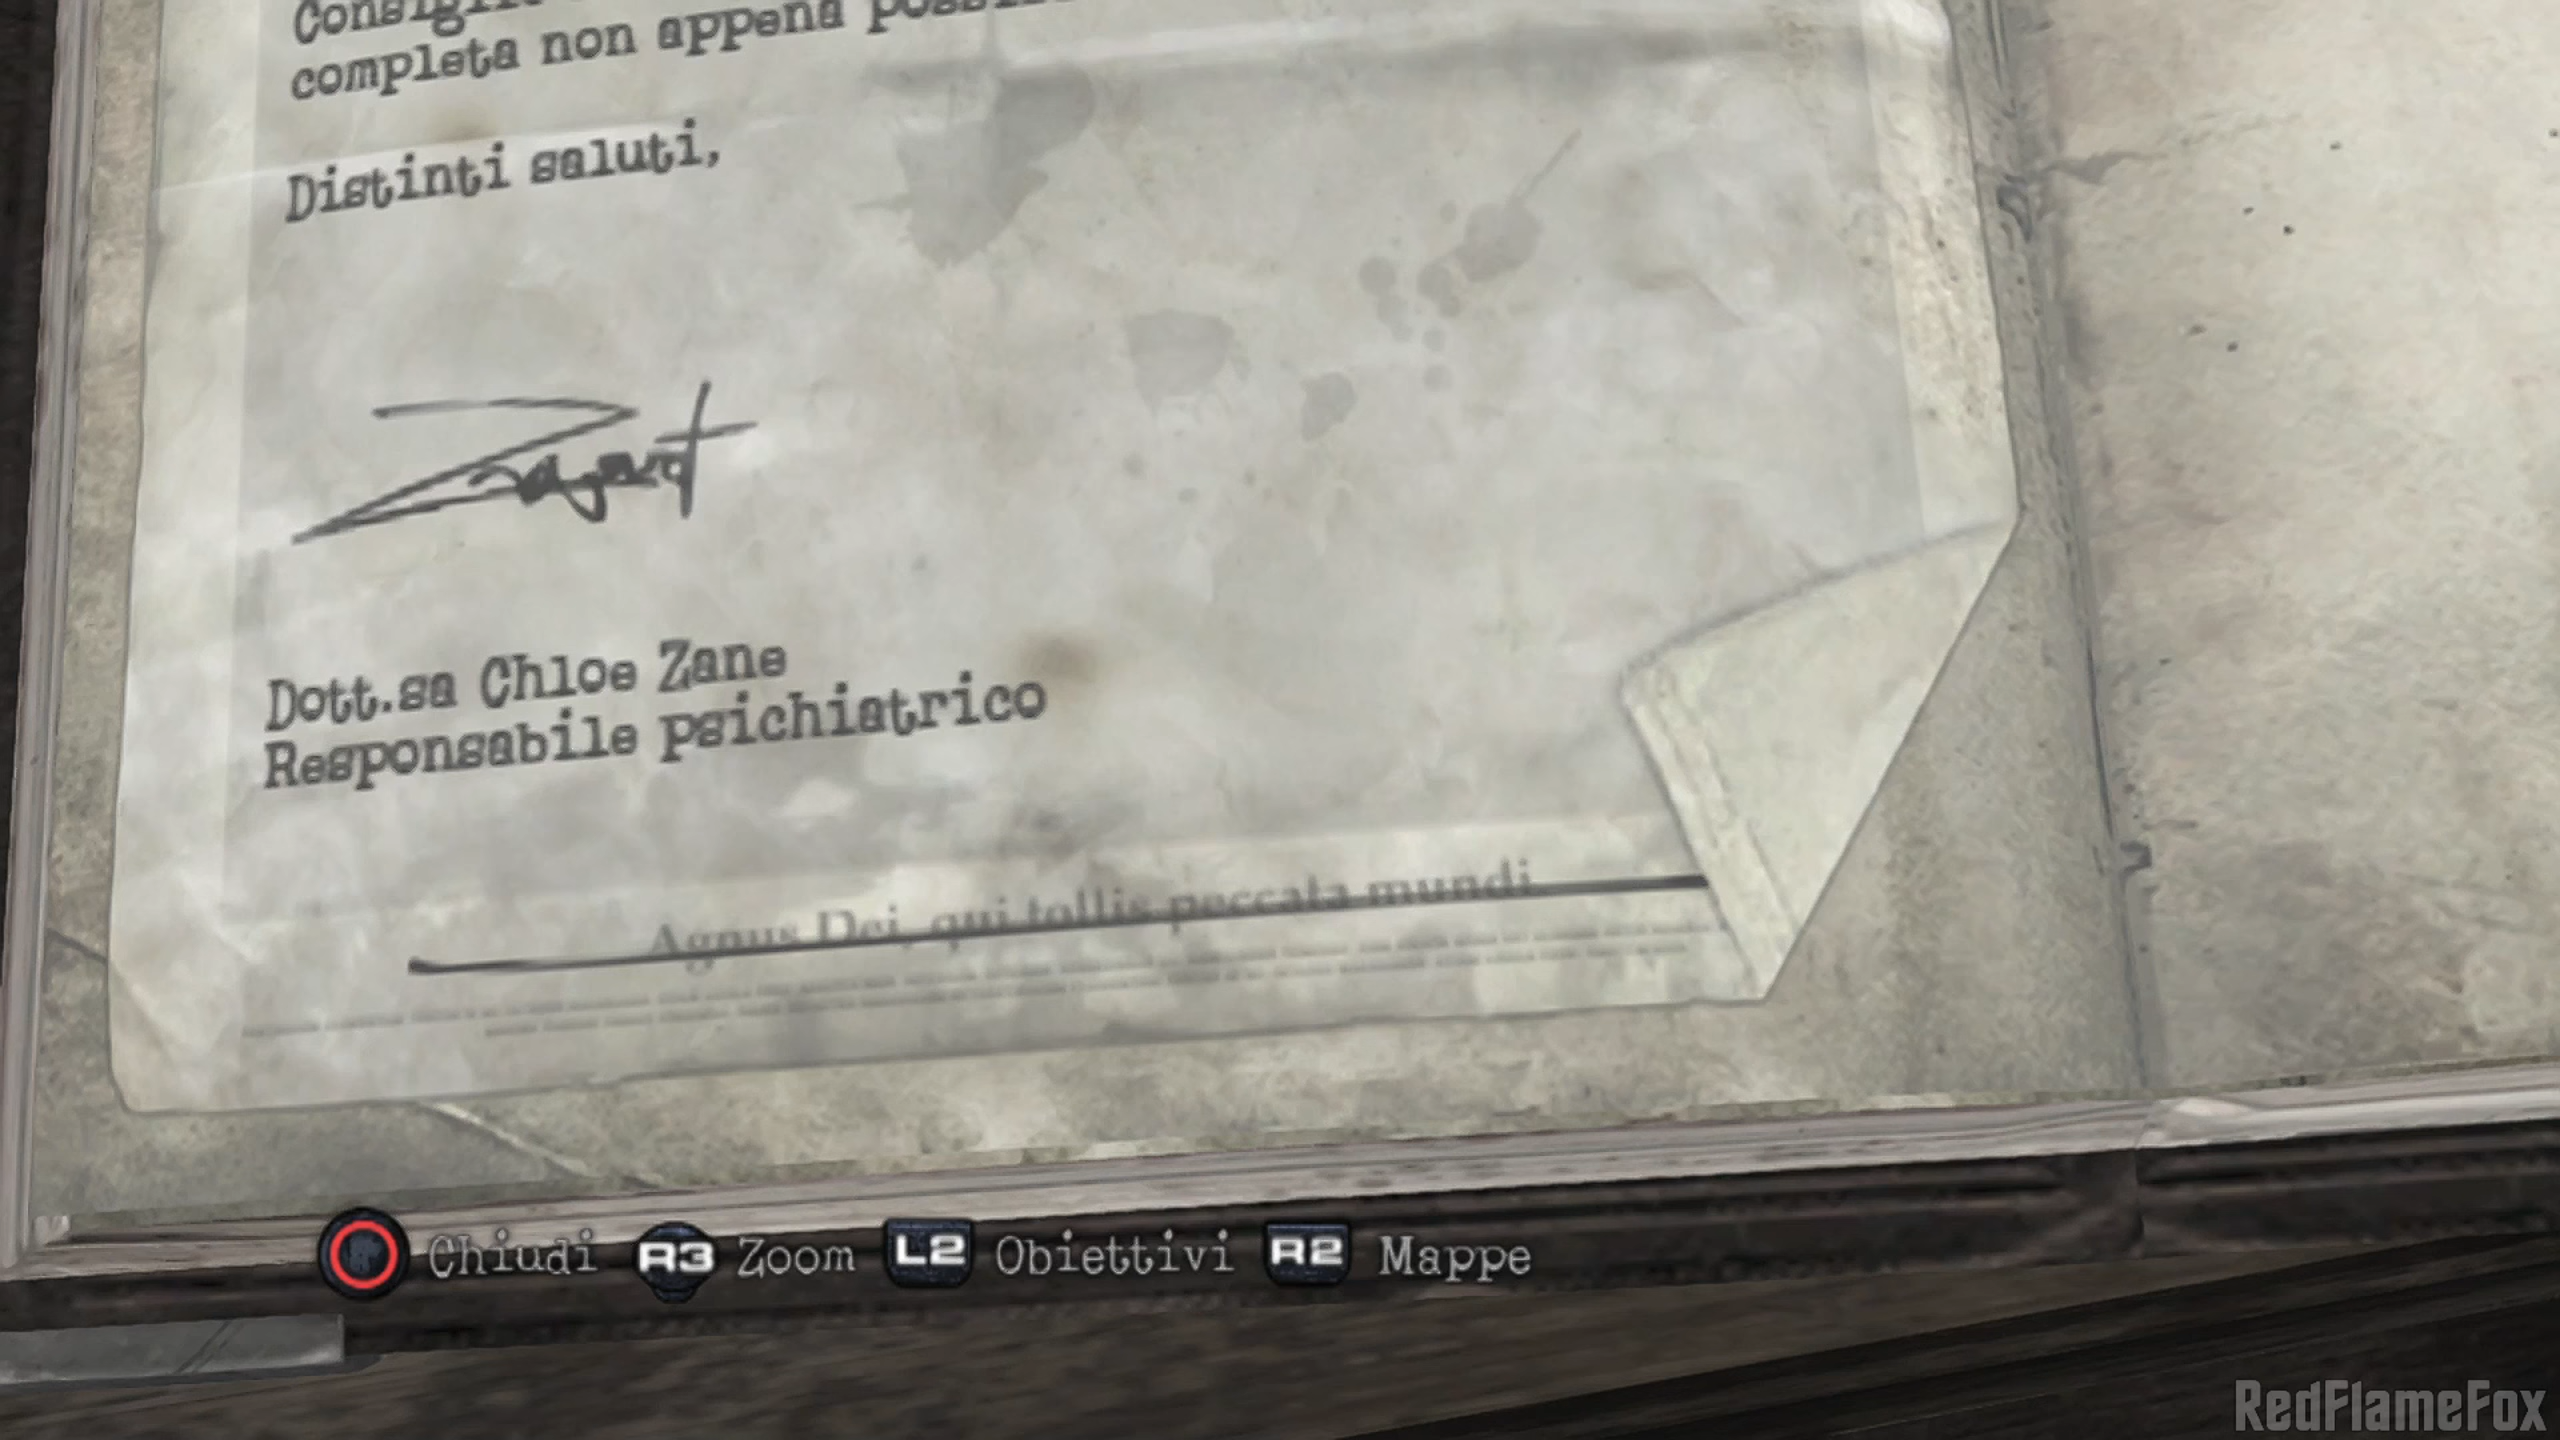 completa non appena
Distinti saluti,
Dott.sa Chloe Zane
Responsabile psichiatrico
Agnus Dei, qui tollis peccata mundi
Chiudi R3 Zoom L2 Obiettivi R2 Mappe
RedFlameFox